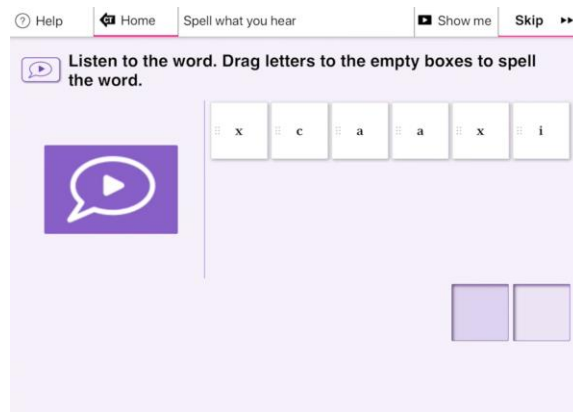 ? Help
GT Home
Spell what you hear
Show me
Skip
Listen to the word. Drag letters to the empty boxes to spell
the word.
x c a a x i